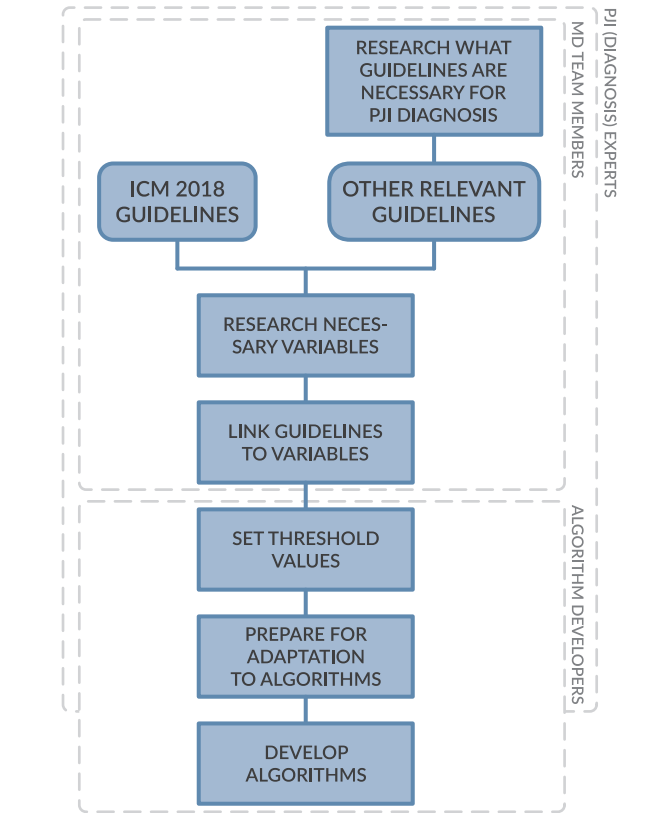 RESEARCH WHAT
GUIDELINES ARE
NECESSARY FOR
PJI DIAGNOSIS
ICM 2018
GUIDELINES
OTHER RELEVANT
GUIDELINES
RESEARCH NECES-
SARY VARIABLES
LINK GUIDELINES
TO VARIABLES
SET THRESHOLD
VALUES
PREPARE FOR
ADAPTATION
TO ALGORITHMS
DEVELOP
ALGORITHMS
MD TEAM MEMBERS
PJI (DIAGNOSIS) EXPERTS
ALGORITHM DEVELOPERS